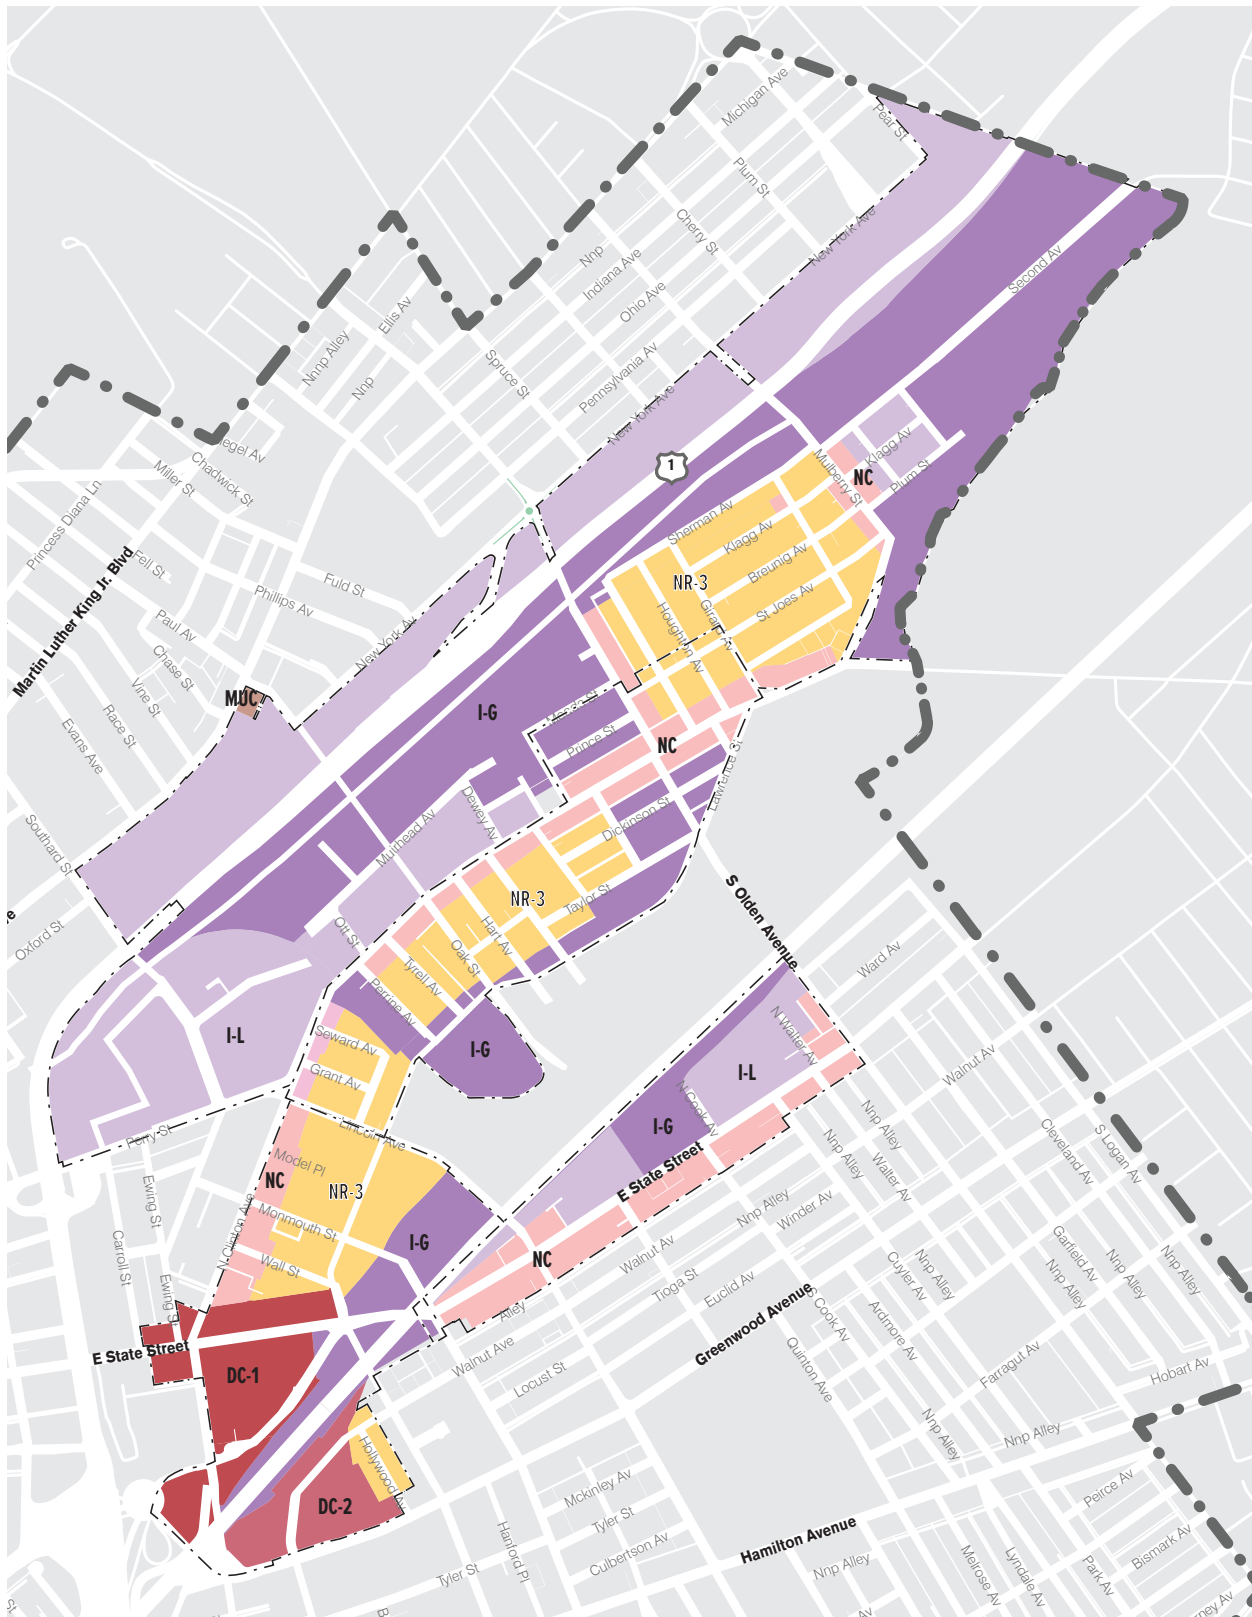 Michigan Ave
Pear St
Plum St
Cherry St
New York Ave
Nnp
Indiana Ave
Second Av
Ohio Ave
Ellis Av
Nnnp Alley
Nnp
Spruce St
Pennsylvania Av
New York Ave
egel Av
Chadwick St
Miller St
1
Mulberry St
Klagg Av
NC
Plum St
Princess Diana Ln
Sherman Av
Klagg Av
Fell St
Breunig Av
Fuld St
NR-3
Phillips Av
St Joes Av
Girard Av
Houghton Av
Martin Luther King Jr. Blvd
Paul Av
New York Av
Chase St
MUC
Vine St
Race St
Evans Ave
I-G
Prince St
NC
Lawrence St
Dewey Av
Muirhead Av
Dickinson St
Southard St
NR-3
Taylor St
S Olden Avenue
e
Oxford St
Ott St
Hart Av
Oak St
Tyrell Av
Ward Av
Perrine Av
I-L
Seward Av
I-G
N Walter Av
Walnut Av
Grant Av
I-L
N Cook Av
Perry St
Lincoln Ave
I-G
Nnp Alley
Nnp Alley
Cleveland Av
S Logan Av
E State Street
Model Pl
NC
NR-3
Walter Av
Ewing St
Nnp Alley
Winder Av
N Clinton Ave
Monmouth St
I-G
Carroll St
NC
Walnut Av
Garfield Av
Nnp Alley
Nnp Alley
Nnp Alley
Cuyler Av
Nnp Alley
Wall St
Ewing St
Tioga St
Euclid Av
Alley
Greenwood Avenue
S Cook Av
Ardmore Av
E State Street
Walnut Ave
Locust St
Quinton Ave
Farragut Av
Hobart Av
DC-1
Nnp Alley
Nnp Alley
Hollywood Av
DC-2
Mckinley Av
Peirce Av
Tyler St
Hamilton Avenue
Culbertson Av
Hanford Pl
Tyler St
Nnp Alley
Melrose Av
Lyndale Av
Park Av
Bismark Av
St
B
Av
ney Av